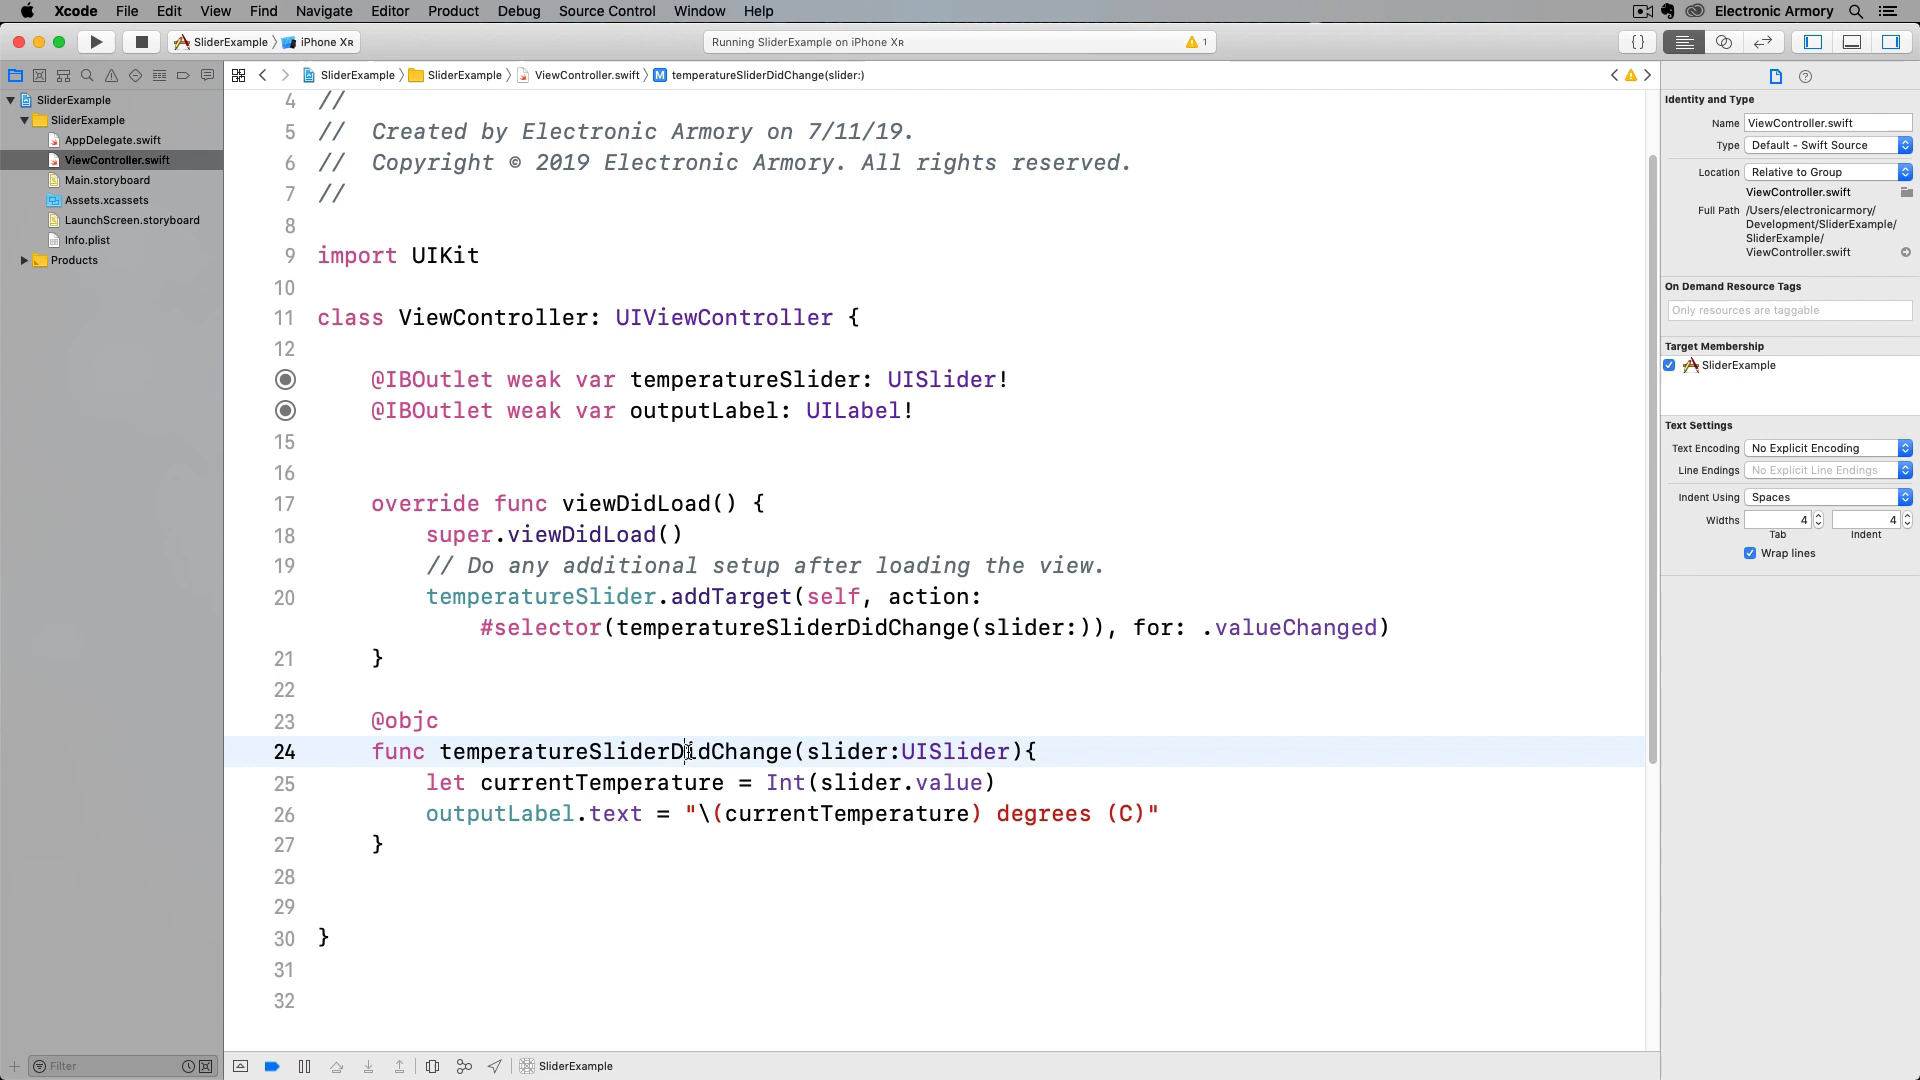 Xcode File Edit View Find Navigate Editor Product Debug Source Control Window Help Electronic Armory
SliderExample iPhone XR Running SliderExample on iPhone XR 1 {}
SliderExample SliderExample ViewController.swift M temperatureSliderDidChange(slider:)
SliderExample
SliderExample
AppDelegate.swift
ViewController.swift
Main.storyboard
Assets.xcassets
LaunchScreen.storyboard
Info.plist
Products
4 //
5 // Created by Electronic Armory on 7/11/19.
6 // Copyright © 2019 Electronic Armory. All rights reserved.
7 //
8
9 import UIKit
10
11 class ViewController: UIViewController {
12
@IBOutlet weak var temperatureSlider: UISlider!
@IBOutlet weak var outputLabel: UILabel!
15
16
17 override func viewDidLoad() {
18 super.viewDidLoad()
19 // Do any additional setup after loading the view.
20 temperatureSlider.addTarget(self, action:
#selector(temperatureSliderDidChange(slider:)), for: .valueChanged)
21 }
22
23 @objc
24 func temperatureSliderDidChange(slider:UISlider){
25 let currentTemperature = Int(slider.value)
26 outputLabel.text = "\(currentTemperature) degrees (C)"
27 }
28
29
30 }
31
32
Identity and Type
Name ViewController.swift
Type Default - Swift Source
Location Relative to Group
ViewController.swift
Full Path /Users/electronicarmory/
Development/SliderExample/
SliderExample/
ViewController.swift
On Demand Resource Tags
Only resources are taggable
Target Membership
SliderExample
Text Settings
Text Encoding No Explicit Encoding
Line Endings No Explicit Line Endings
Indent Using Spaces
Widths 4 4
Tab Indent
Wrap lines
Filter SliderExample